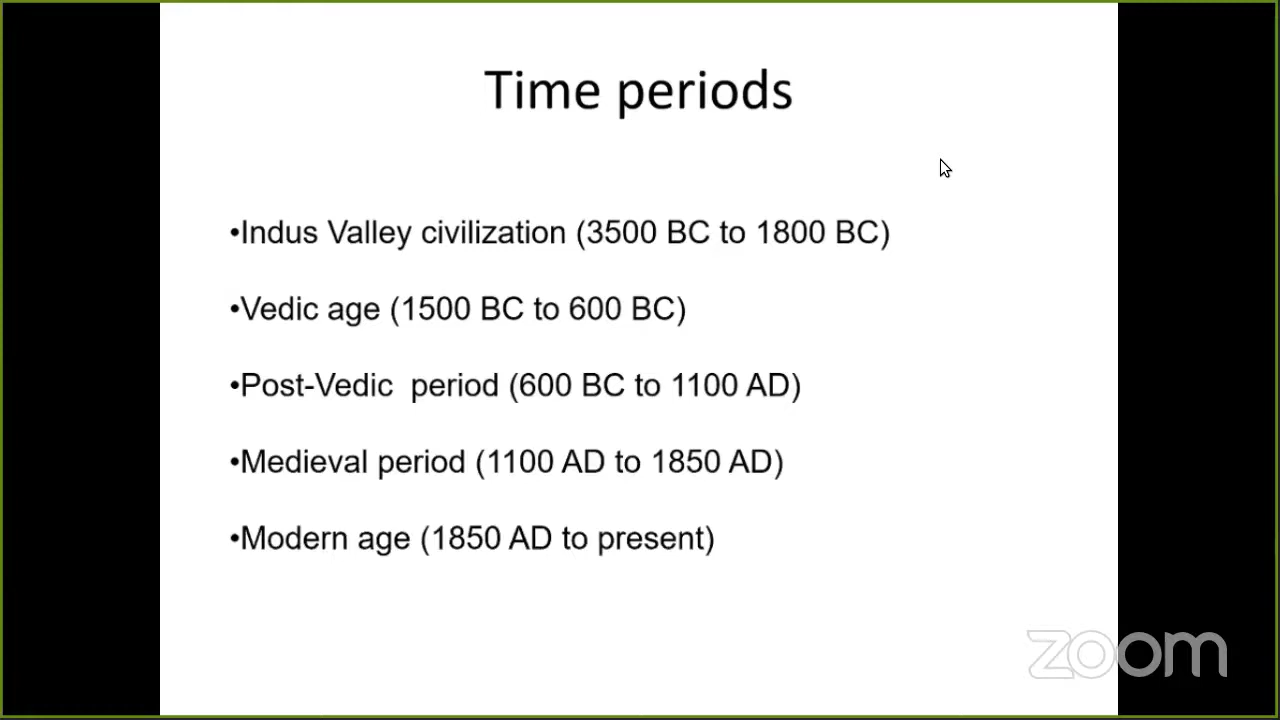 Time periods
•Indus Valley civilization (3500 BC to 1800 BC)
•Vedic age (1500 BC to 600 BC)
•Post-Vedic  period (600 BC to 1100 AD)
•Medieval period (1100 AD to 1850 AD)
•Modern age (1850 AD to present)
zoom